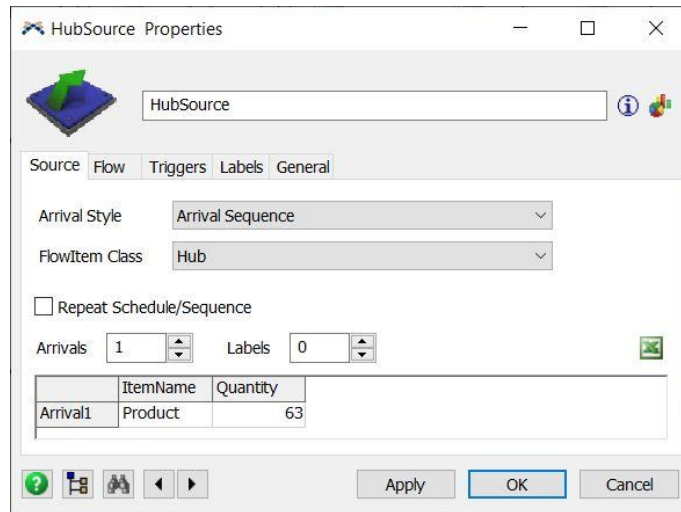 HubSource Properties
HubSource
Source Flow Triggers Labels General
Arrival Style Arrival Sequence
FlowItem Class Hub
Repeat Schedule/Sequence
Arrivals 1 Labels 0
ItemName Quantity
Arrival1 Product 63
Apply OK Cancel